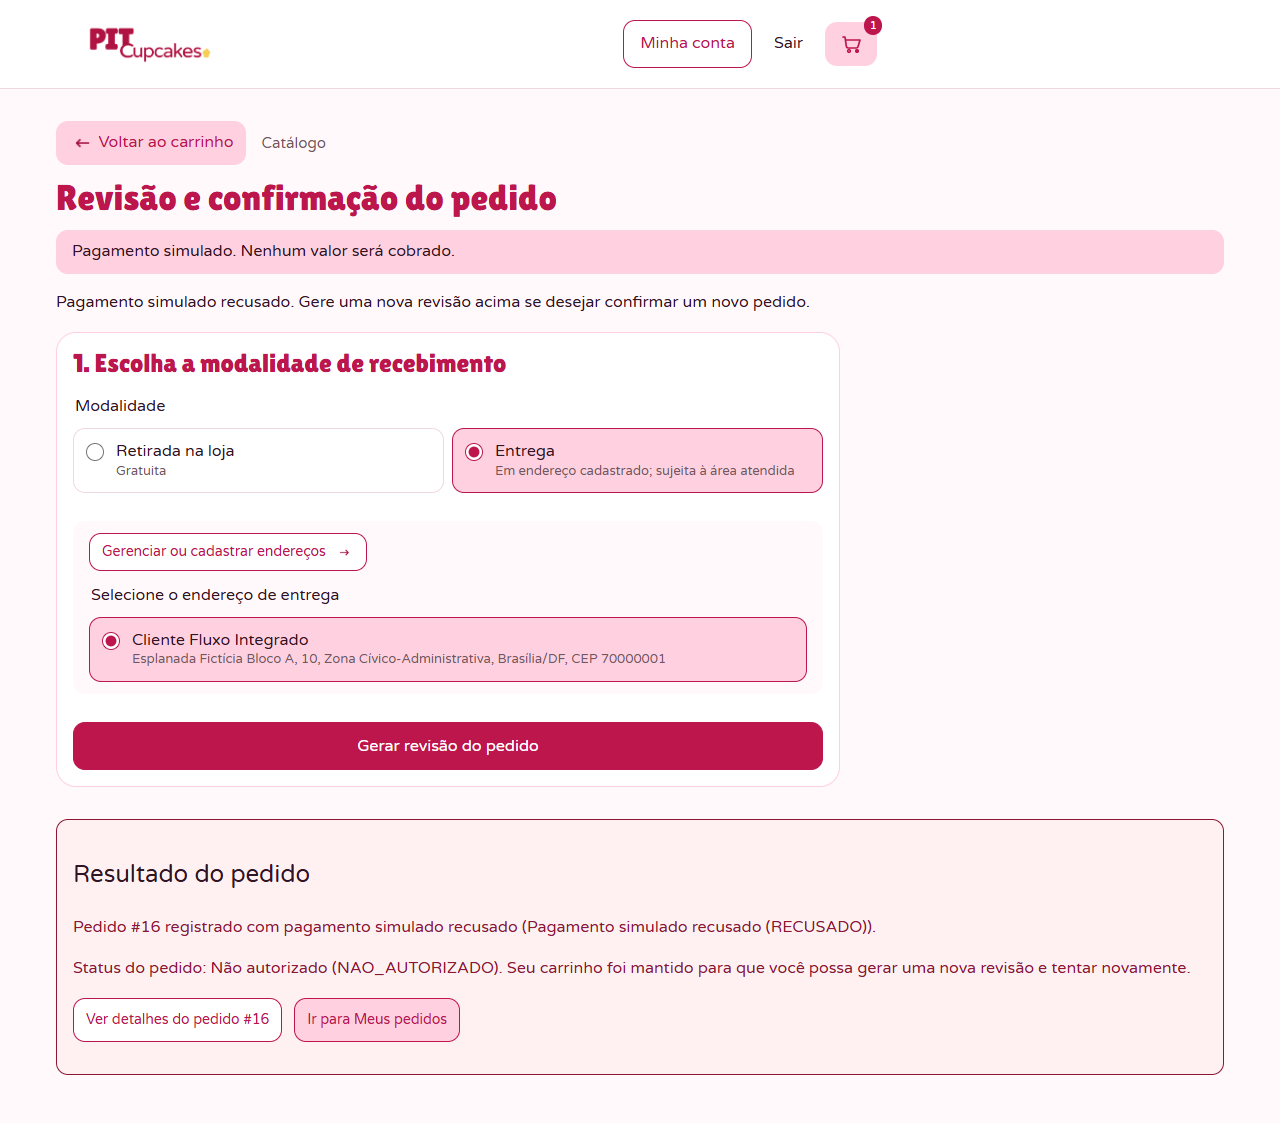 PIT Cupcakes
Minha conta
Sair
1
← Voltar ao carrinho
Catálogo
Revisão e confirmação do pedido
Pagamento simulado. Nenhum valor será cobrado.
Pagamento simulado recusado. Gere uma nova revisão acima se desejar confirmar um novo pedido.
1. Escolha a modalidade de recebimento
Modalidade
Retirada na loja
Gratuita
Entrega
Em endereço cadastrado; sujeita à área atendida
Gerenciar ou cadastrar endereços →
Selecione o endereço de entrega
Cliente Fluxo Integrado
Esplanada Fictícia Bloco A, 10, Zona Cívico-Administrativa, Brasília/DF, CEP 70000001
Gerar revisão do pedido
Resultado do pedido
Pedido #16 registrado com pagamento simulado recusado (Pagamento simulado recusado (RECUSADO)).
Status do pedido: Não autorizado (NAO_AUTORIZADO). Seu carrinho foi mantido para que você possa gerar uma nova revisão e tentar novamente.
Ver detalhes do pedido #16
Ir para Meus pedidos